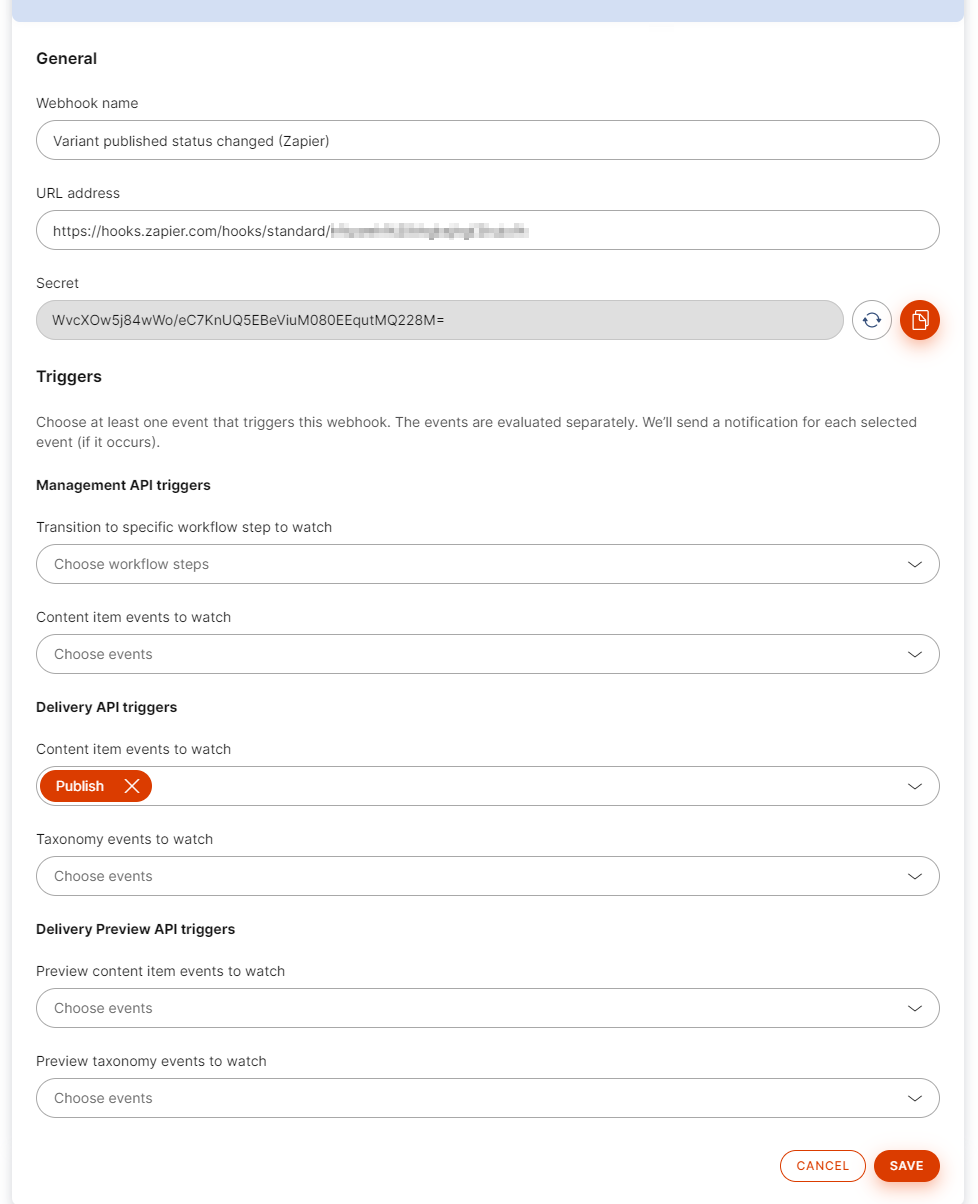 General
Webhook name
Variant published status changed (Zapier)
URL address
https://hooks.zapier.com/hooks/standard/
Secret
WvcXOw5j84wWo/eC7KnUQ5EBeViuM080EEqutMQ228M=
Triggers
Choose at least one event that triggers this webhook. The events are evaluated separately. We’ll send a notification for each selected
event (if it occurs).
Management API triggers
Transition to specific workflow step to watch
Choose workflow steps
Content item events to watch
Choose events
Delivery API triggers
Content item events to watch
Publish
Taxonomy events to watch
Choose events
Delivery Preview API triggers
Preview content item events to watch
Choose events
Preview taxonomy events to watch
Choose events
CANCEL SAVE